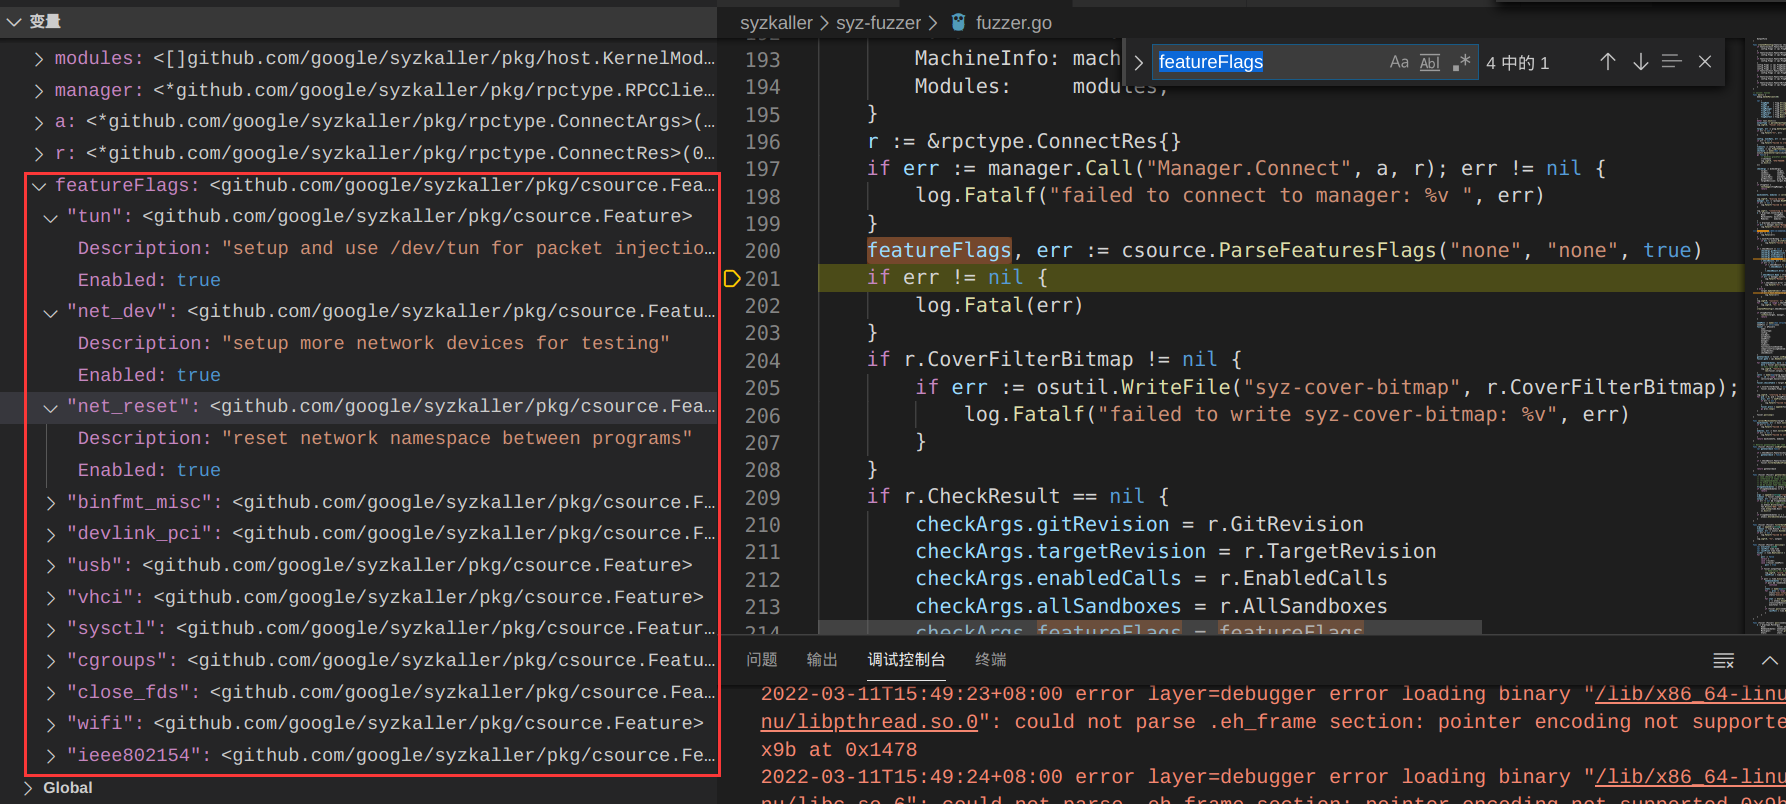 变量
modules: <[]github.com/google/syzkaller/pkg/host.KernelMod…
manager: <*github.com/google/syzkaller/pkg/rpctype.RPCClie…
a: <*github.com/google/syzkaller/pkg/rpctype.ConnectArgs>(…
r: <*github.com/google/syzkaller/pkg/rpctype.ConnectRes>(0…
featureFlags: <github.com/google/syzkaller/pkg/csource.Fea…
"tun": <github.com/google/syzkaller/pkg/csource.Feature>
Description: "setup and use /dev/tun for packet injectio…
Enabled: true
"net_dev": <github.com/google/syzkaller/pkg/csource.Featu…
Description: "setup more network devices for testing"
Enabled: true
"net_reset": <github.com/google/syzkaller/pkg/csource.Fea…
Description: "reset network namespace between programs"
Enabled: true
"binfmt_misc": <github.com/google/syzkaller/pkg/csource.F…
"devlink_pci": <github.com/google/syzkaller/pkg/csource.F…
"usb": <github.com/google/syzkaller/pkg/csource.Feature>
"vhci": <github.com/google/syzkaller/pkg/csource.Feature>
"sysctl": <github.com/google/syzkaller/pkg/csource.Featur…
"cgroups": <github.com/google/syzkaller/pkg/csource.Featu…
"close_fds": <github.com/google/syzkaller/pkg/csource.Fea…
"wifi": <github.com/google/syzkaller/pkg/csource.Feature>
"ieee802154": <github.com/google/syzkaller/pkg/csource.Fe…
Global
syzkaller > syz-fuzzer > fuzzer.go
featureFlags Aa Abl .* 4 中的 1
193 MachineInfo: mach
194 Modules: modules,
195 }
196 r := &rpctype.ConnectRes{}
197 if err := manager.Call("Manager.Connect", a, r); err != nil {
198 log.Fatalf("failed to connect to manager: %v ", err)
199 }
200 featureFlags, err := csource.ParseFeaturesFlags("none", "none", true)
201 if err != nil {
202 log.Fatal(err)
203 }
204 if r.CoverFilterBitmap != nil {
205 if err := osutil.WriteFile("syz-cover-bitmap", r.CoverFilterBitmap);
206 log.Fatalf("failed to write syz-cover-bitmap: %v", err)
207 }
208 }
209 if r.CheckResult == nil {
210 checkArgs.gitRevision = r.GitRevision
211 checkArgs.targetRevision = r.TargetRevision
212 checkArgs.enabledCalls = r.EnabledCalls
213 checkArgs.allSandboxes = r.AllSandboxes
214 checkArgs.featureFlags = featureFlags
问题 输出 调试控制台 终端
2022-03-11T15:49:23+08:00 error layer=debugger error loading binary "/lib/x86_64-linu
nu/libpthread.so.0": could not parse .eh_frame section: pointer encoding not supporte
x9b at 0x1478
2022-03-11T15:49:24+08:00 error layer=debugger error loading binary "/lib/x86_64-linu
nu/libc.so.6": could not parse .eh_frame section: pointer encoding not supported 0x9b